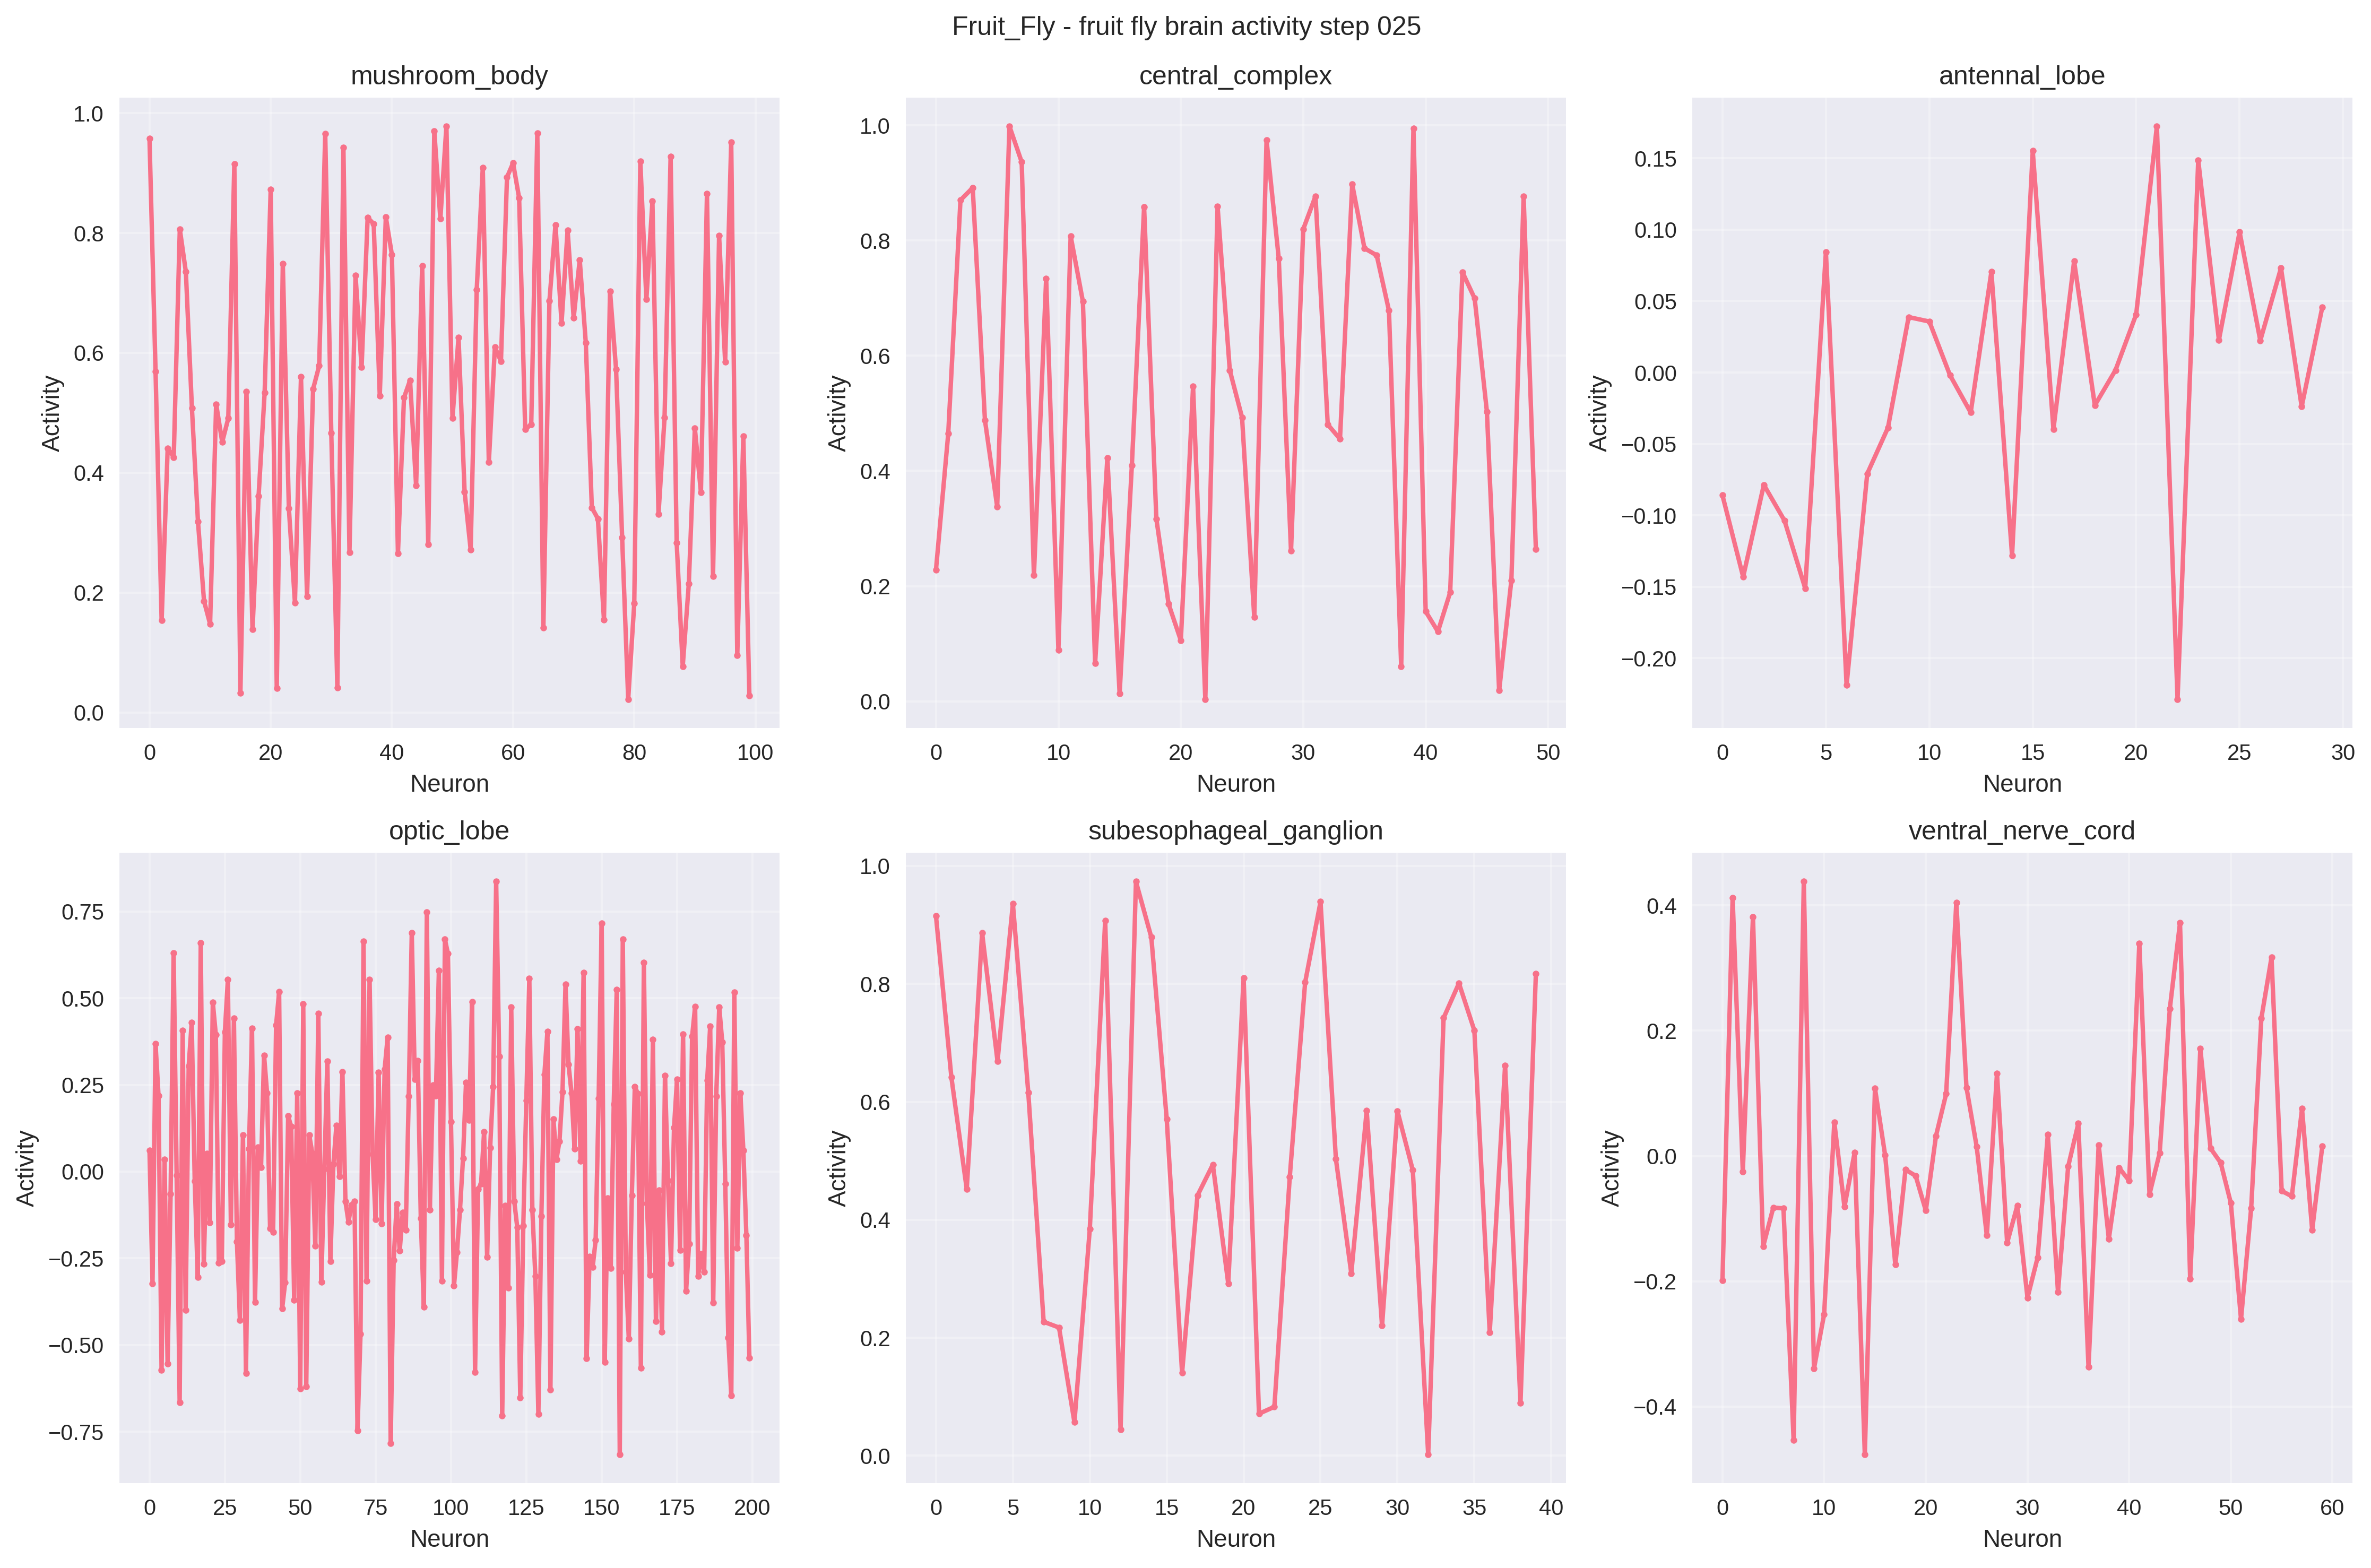 Fruit_Fly - fruit fly brain activity step 025
mushroom_body
central_complex
antennal_lobe
1.0
0.8
0.6
0.4
0.2
0.0
Activity
0 20 40 60 80 100
Neuron
1.0
0.8
0.6
0.4
0.2
0.0
Activity
0 10 20 30 40 50
Neuron
0.15
0.10
0.05
0.00
−0.05
−0.10
−0.15
−0.20
Activity
0 5 10 15 20 25 30
Neuron
optic_lobe
subesophageal_ganglion
ventral_nerve_cord
0.75
0.50
0.25
0.00
−0.25
−0.50
−0.75
Activity
0 25 50 75 100 125 150 175 200
Neuron
1.0
0.8
0.6
0.4
0.2
0.0
Activity
0 5 10 15 20 25 30 35 40
Neuron
0.4
0.2
0.0
−0.2
−0.4
Activity
0 10 20 30 40 50 60
Neuron